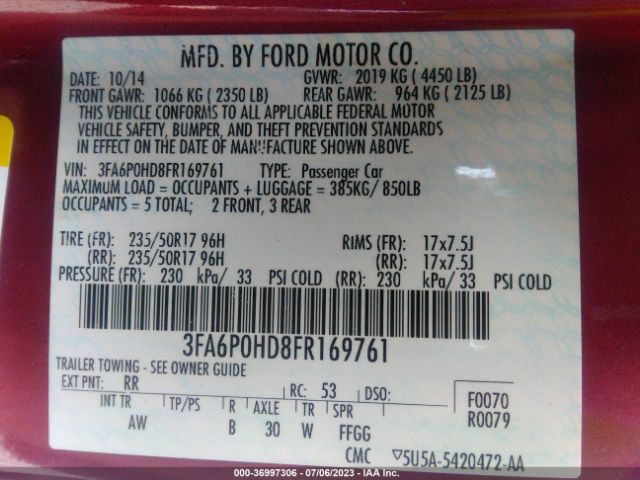 MFD. BY FORD MOTOR CO.
DATE: 10/14 GVWR: 2019 KG ( 4450 LB)
FRONT GAWR: 1066 KG ( 2350 LB) REAR GAWR: 964 KG ( 2125 LB)
THIS VEHICLE CONFORMS TO ALL APPLICABLE FEDERAL MOTOR
VEHICLE SAFETY, BUMPER, AND THEFT PREVENTION STANDARDS
IN EFFECT ON THE DATE OF MANUFACTURE SHOWN ABOVE.
VIN: 3FA6P0HD8FR169761 TYPE: Passenger Car
MAXIMUM LOAD = OCCUPANTS + LUGGAGE = 385KG/ 850LB
OCCUPANTS = 5 TOTAL; 2 FRONT, 3 REAR
TIRE (FR): 235/50R17 96H RIMS (FR): 17x7.5J
(RR): 235/50R17 96H (RR): 17x7.5J
PRESSURE (FR): 230 kPa/ 33 PSI COLD (RR): 230 kPa/ 33 PSI COLD
3FA6P0HD8FR169761
TRAILER TOWING - SEE OWNER GUIDE
EXT PNT: RR RC: 53 DSO: F0070
INT TR TP/PS R AXLE TR SPR R0079
AW B 30 W FFGG
CMC ▽5U5A-5420472-AA
000-36997306 - 07/06/2023 - IAA Inc.